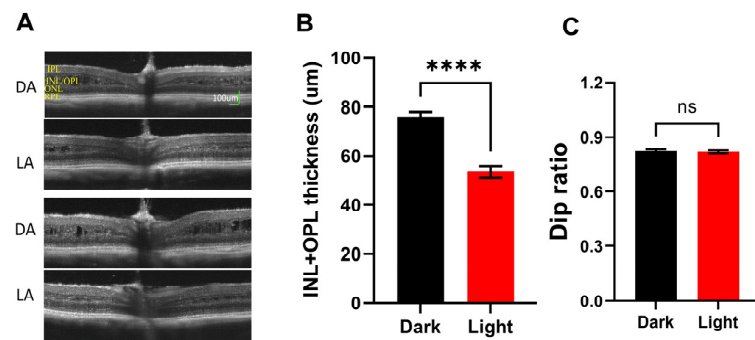 A
IPL
INL/OPL
ONL
RPE
100um
DA
LA
DA
LA
B
INL+OPL thickness (um)
100
80
60
40
20
0
****
Dark
Light
C
Dip ratio
1.2
0.9
0.6
0.3
0.0
ns
Dark
Light